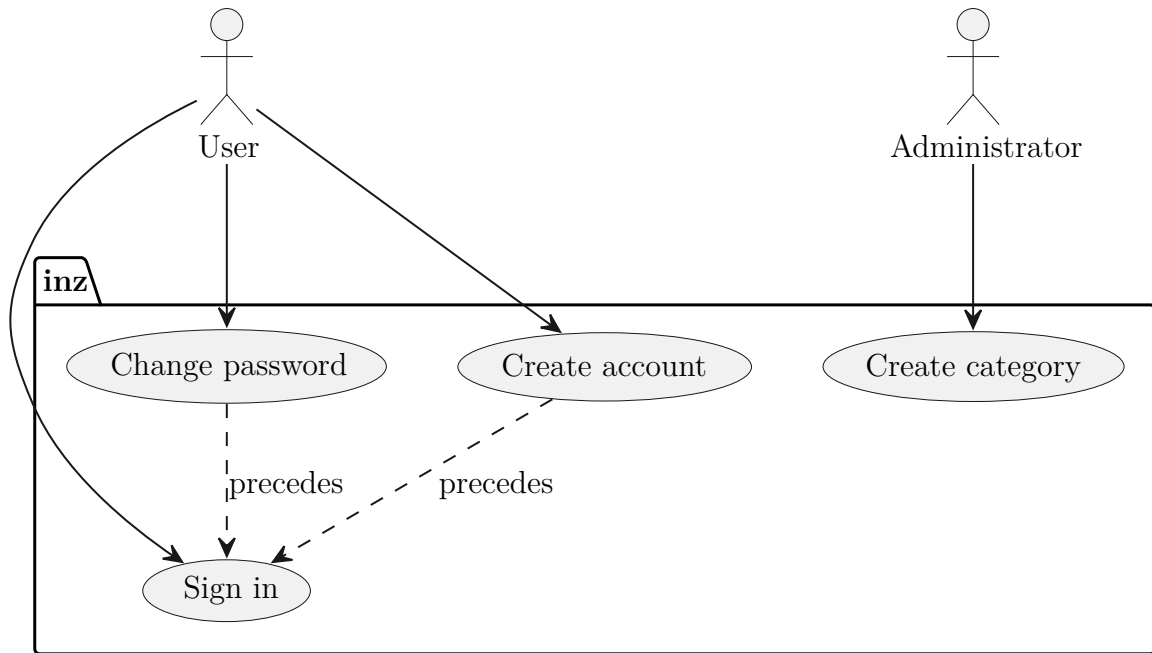 User
Administrator
inz
Change password
Create account
Create category
precedes
precedes
Sign in